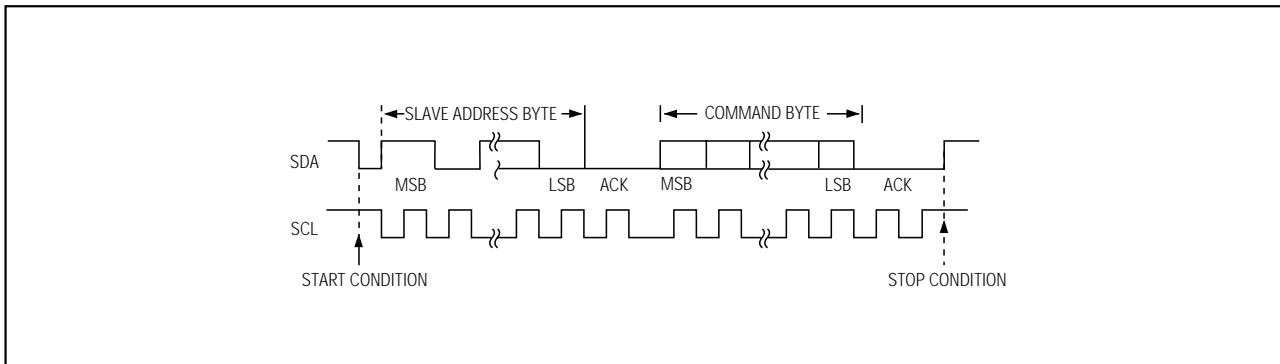 SLAVE ADDRESS BYTE
COMMAND BYTE
SDA
MSB
LSB
ACK
MSB
LSB
ACK
SCL
START CONDITION
STOP CONDITION